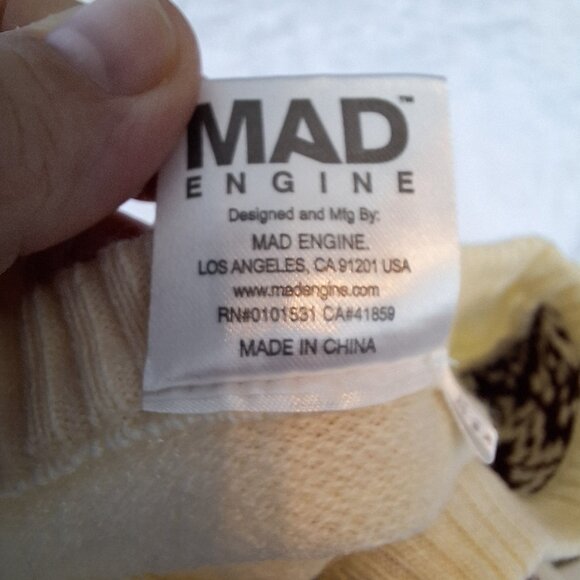 MAD™
ENGINE
Designed and Mfg By:
MAD ENGINE.
LOS ANGELES, CA 91201 USA
www.madengine.com
RN#0101531 CA#41859
MADE IN CHINA